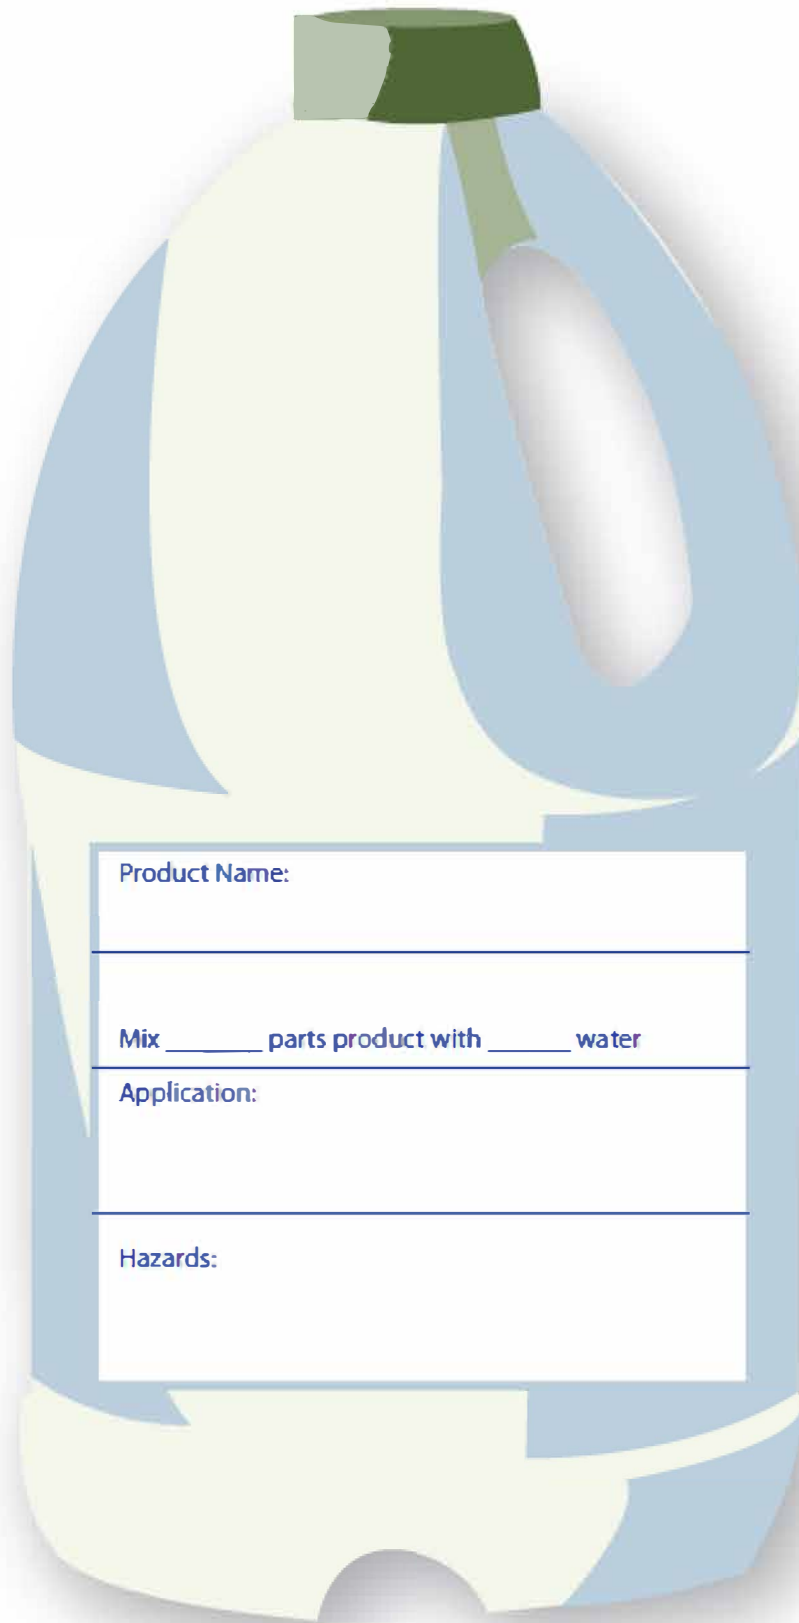 Product Name:
Mix _______ parts product with ______ water
Application:
Hazards: